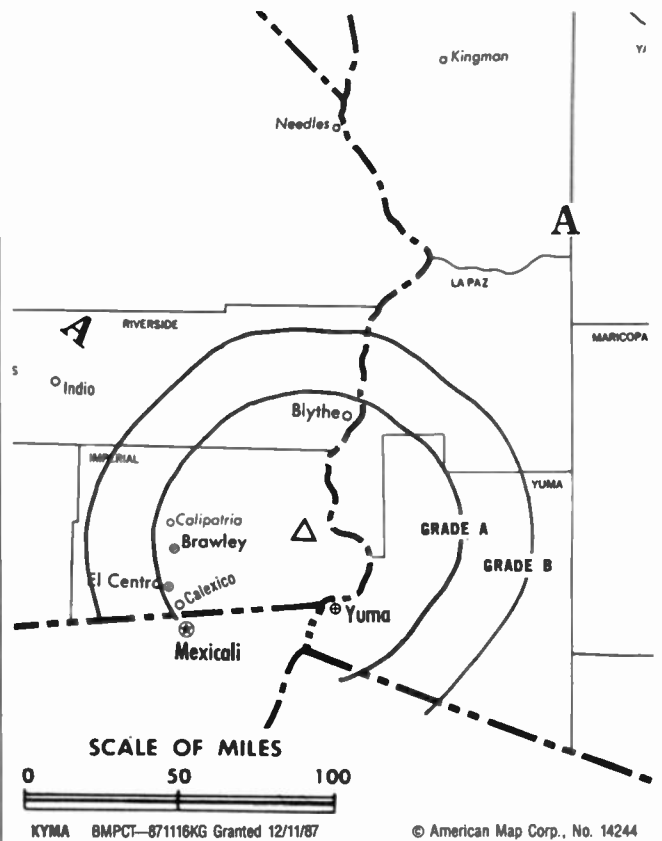 YA
Kingman
Needles
A
LA PAZ
A
RIVERSIDE
MARICOPA
S
Indio
Blythe
IMPERIAL
YUMA
Calipatria
GRADE A
Brawley
GRADE B
El Centro
Calexico
Yuma
Mexicali
SCALE OF MILES
0 50 100
KYMA BMPCT—871116KG Granted 12/11/87 © American Map Corp., No. 14244